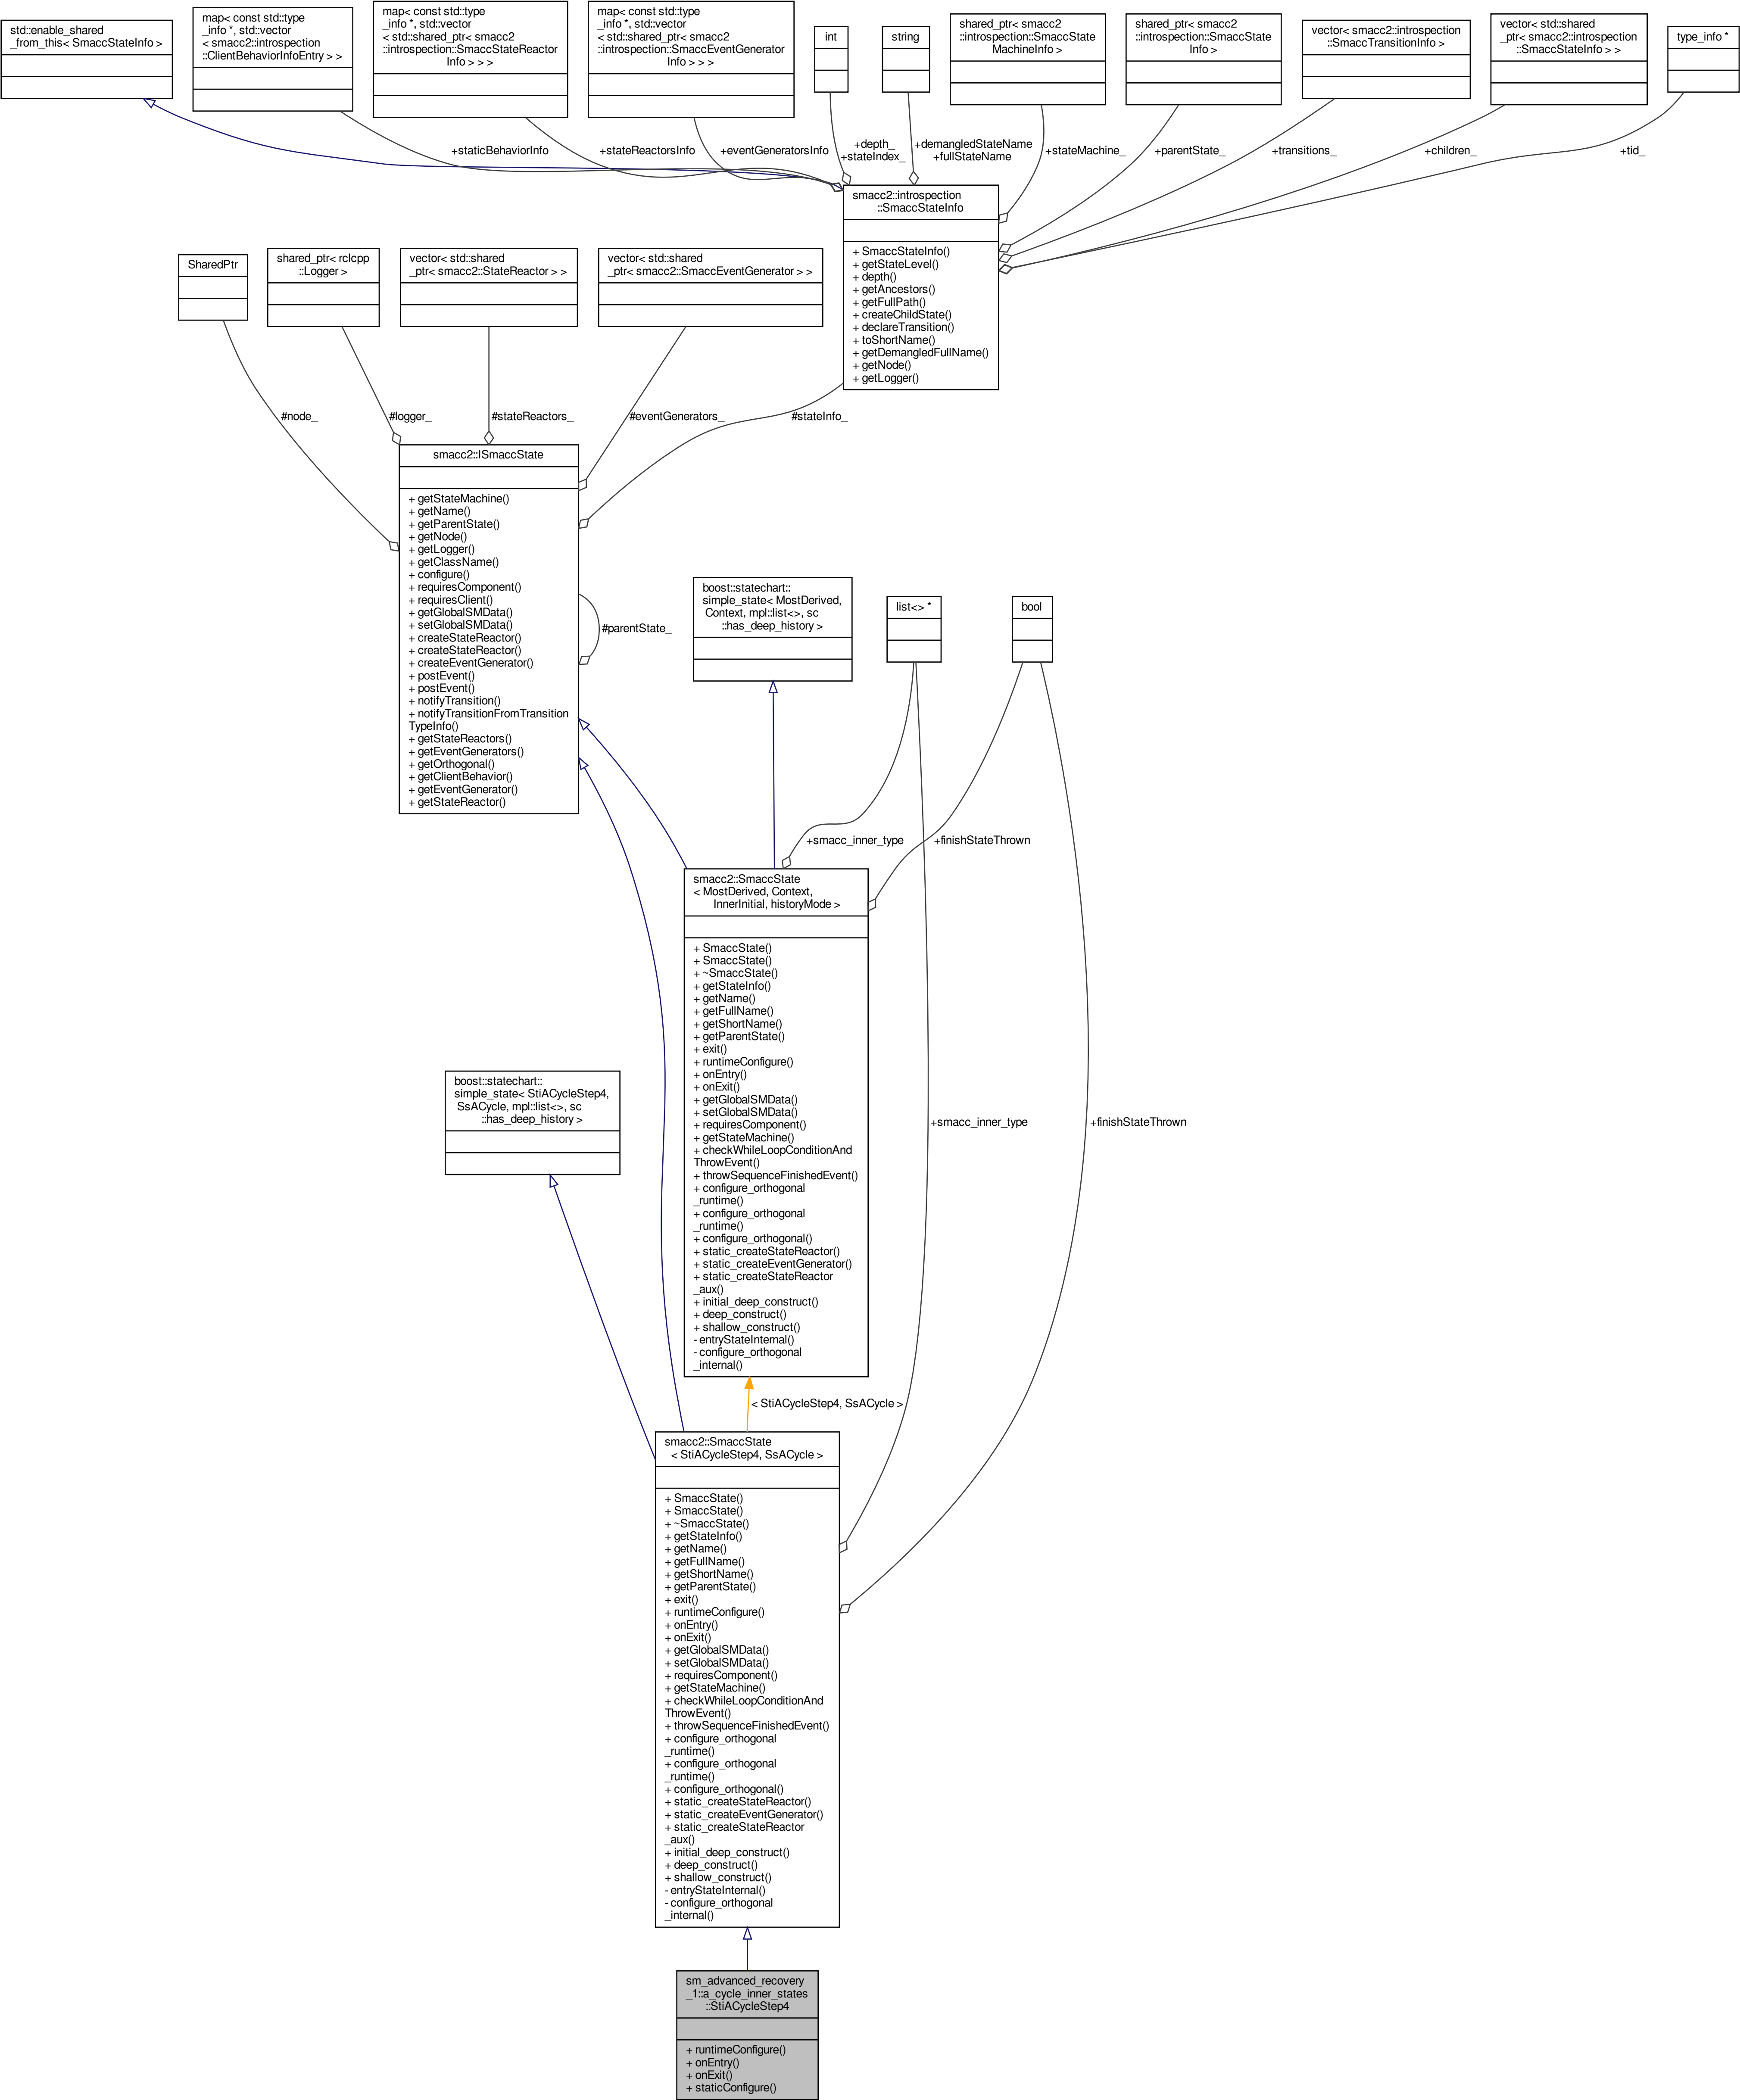 std::enable_shared
_from_this< SmaccStateInfo >
map< const std::type
_info *, std::vector
< smacc2::introspection
::ClientBehaviorInfoEntry > >
map< const std::type
_info *, std::vector
< std::shared_ptr< smacc2
::introspection::SmaccStateReactor
Info > > >
map< const std::type
_info *, std::vector
< std::shared_ptr< smacc2
::introspection::SmaccEventGenerator
Info > > >
int
string
shared_ptr< smacc2
::introspection::SmaccState
MachineInfo >
shared_ptr< smacc2
::introspection::SmaccState
Info >
vector< smacc2::introspection
::SmaccTransitionInfo >
vector< std::shared
_ptr< smacc2::introspection
::SmaccStateInfo > >
type_info *
+staticBehaviorInfo
+stateReactorsInfo
+eventGeneratorsInfo
+depth_
+stateIndex_
+demangledStateName
+fullStateName
+stateMachine_
+parentState_
+transitions_
+children_
+tid_
smacc2::introspection
::SmaccStateInfo
+ SmaccStateInfo()
+ getStateLevel()
+ depth()
+ getAncestors()
+ getFullPath()
+ createChildState()
+ declareTransition()
+ toShortName()
+ getDemangledFullName()
+ getNode()
+ getLogger()
SharedPtr
shared_ptr< rclcpp
::Logger >
vector< std::shared
_ptr< smacc2::StateReactor > >
vector< std::shared
_ptr< smacc2::SmaccEventGenerator > >
#node_
#logger_
#stateReactors_
#eventGenerators_
#stateInfo_
smacc2::ISmaccState
+ getStateMachine()
+ getName()
+ getParentState()
+ getNode()
+ getLogger()
+ getClassName()
+ configure()
+ requiresComponent()
+ requiresClient()
+ getGlobalSMData()
+ setGlobalSMData()
+ createStateReactor()
+ createStateReactor()
+ createEventGenerator()
+ postEvent()
+ postEvent()
+ notifyTransition()
+ notifyTransitionFromTransition
TypeInfo()
+ getStateReactors()
+ getEventGenerators()
+ getOrthogonal()
+ getClientBehavior()
+ getEventGenerator()
+ getStateReactor()
#parentState_
boost::statechart::
simple_state< MostDerived,
Context, mpl::list<>, sc
::has_deep_history >
list<> *
bool
+smacc_inner_type
+finishStateThrown
smacc2::SmaccState
< MostDerived, Context,
InnerInitial, historyMode >
+ SmaccState()
+ SmaccState()
+ ~SmaccState()
+ getStateInfo()
+ getName()
+ getFullName()
+ getShortName()
+ getParentState()
+ exit()
+ runtimeConfigure()
+ onEntry()
+ onExit()
+ getGlobalSMData()
+ setGlobalSMData()
+ requiresComponent()
+ getStateMachine()
+ checkWhileLoopConditionAnd
ThrowEvent()
+ throwSequenceFinishedEvent()
+ configure_orthogonal
_runtime()
+ configure_orthogonal
_runtime()
+ configure_orthogonal()
+ static_createStateReactor()
+ static_createEventGenerator()
+ static_createStateReactor
_aux()
+ initial_deep_construct()
+ deep_construct()
+ shallow_construct()
- entryStateInternal()
- configure_orthogonal
_internal()
boost::statechart::
simple_state< StiACycleStep4,
SsACycle, mpl::list<>, sc
::has_deep_history >
+smacc_inner_type
+finishStateThrown
< StiACycleStep4, SsACycle >
smacc2::SmaccState
< StiACycleStep4, SsACycle >
+ SmaccState()
+ SmaccState()
+ ~SmaccState()
+ getStateInfo()
+ getName()
+ getFullName()
+ getShortName()
+ getParentState()
+ exit()
+ runtimeConfigure()
+ onEntry()
+ onExit()
+ getGlobalSMData()
+ setGlobalSMData()
+ requiresComponent()
+ getStateMachine()
+ checkWhileLoopConditionAnd
ThrowEvent()
+ throwSequenceFinishedEvent()
+ configure_orthogonal
_runtime()
+ configure_orthogonal
_runtime()
+ configure_orthogonal()
+ static_createStateReactor()
+ static_createEventGenerator()
+ static_createStateReactor
_aux()
+ initial_deep_construct()
+ deep_construct()
+ shallow_construct()
- entryStateInternal()
- configure_orthogonal
_internal()
sm_advanced_recovery
_1::a_cycle_inner_states
::StiACycleStep4
+ runtimeConfigure()
+ onEntry()
+ onExit()
+ staticConfigure()